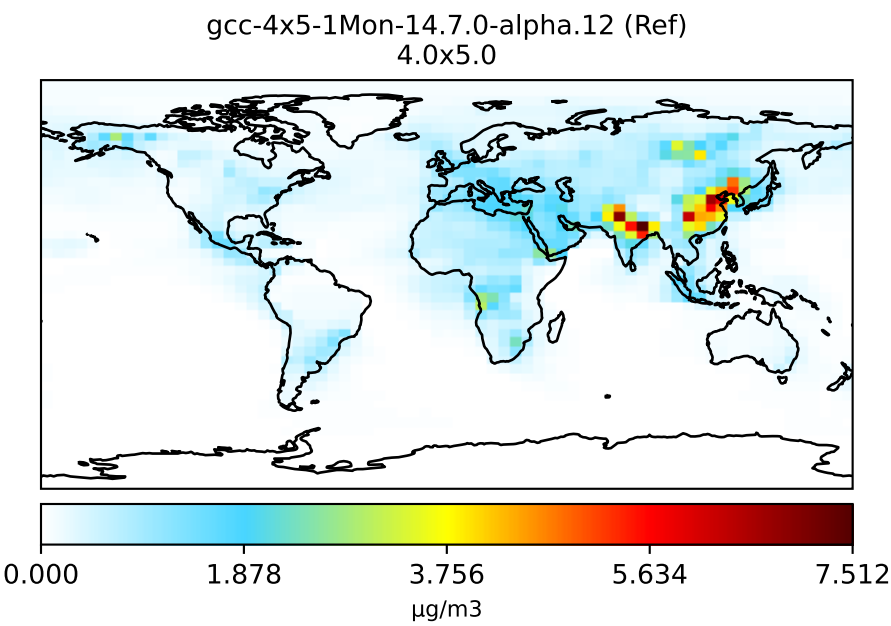 gcc-4x5-1Mon-14.7.0-alpha.12 (Ref)
4.0x5.0
0.000 1.878 3.756 5.634 7.512
μg/m3